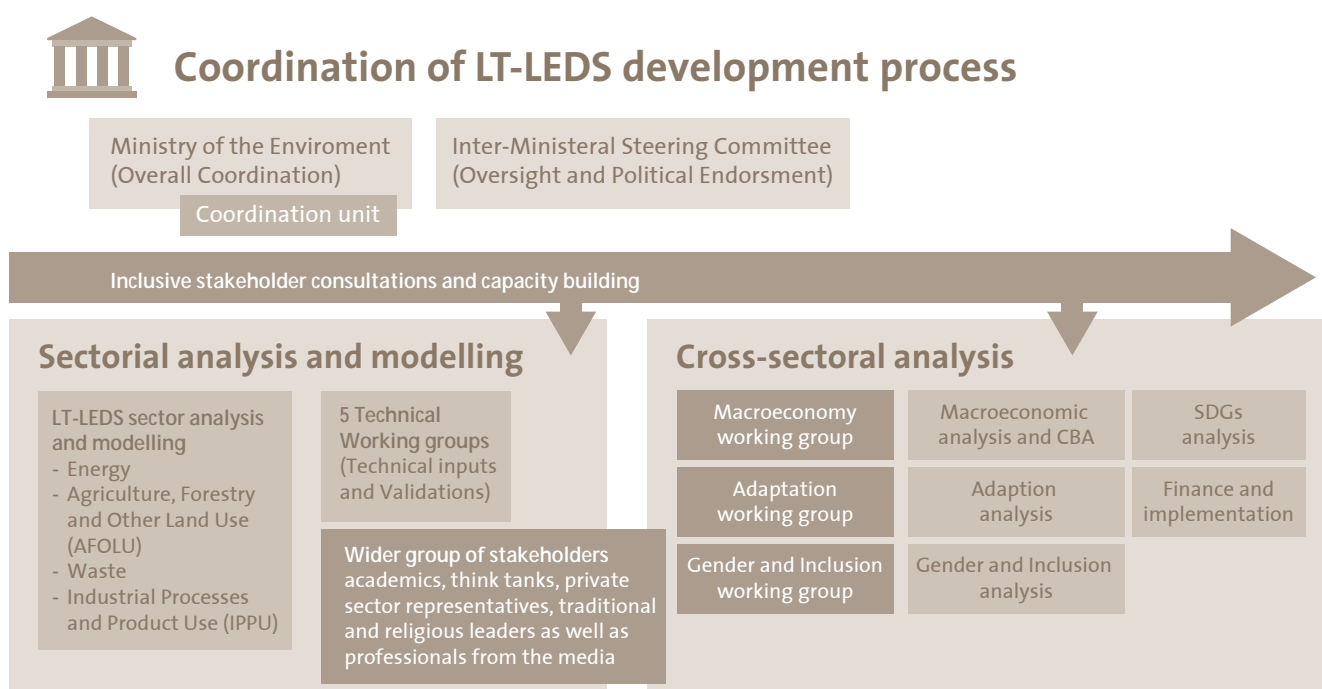 Coordination of LT-LEDS development process
Ministry of the Enviroment
(Overall Coordination)
Coordination unit
Inter-Ministeral Steering Committee
(Oversight and Political Endorsment)
Inclusive stakeholder consultations and capacity building
Sectorial analysis and modelling
LT-LEDS sector analysis
and modelling
- Energy
- Agriculture, Forestry
and Other Land Use
(AFOLU)
- Waste
- Industrial Processes
and Product Use (IPPU)
5 Technical
Working groups
(Technical inputs
and Validations)
Wider group of stakeholders
academics, think tanks, private
sector representatives, traditional
and religious leaders as well as
professionals from the media
Cross-sectoral analysis
Macroeconomy
working group
Macroeconomic
analysis and CBA
SDGs
analysis
Adaptation
working group
Adaption
analysis
Finance and
implementation
Gender and Inclusion
working group
Gender and Inclusion
analysis